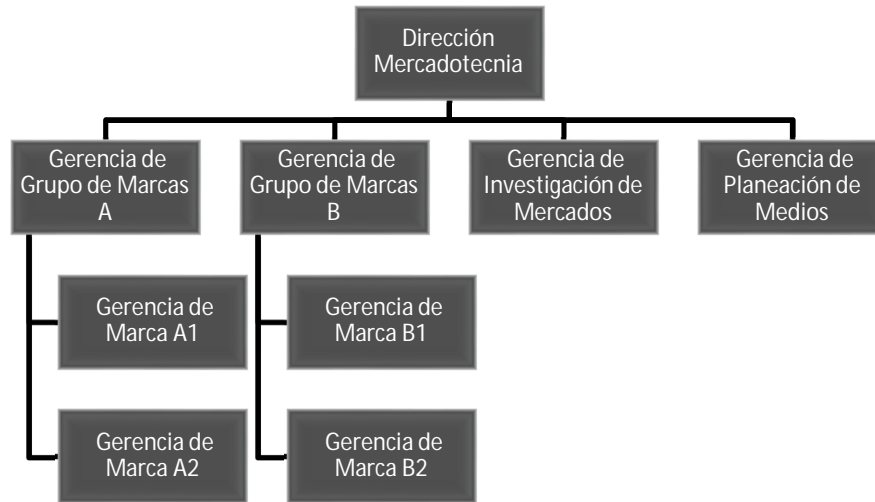 Dirección
Mercadotecnia
Gerencia de
Grupo de Marcas
A
Gerencia de
Grupo de Marcas
B
Gerencia de
Investigación de
Mercados
Gerencia de
Planeación de
Medios
Gerencia de
Marca A1
Gerencia de
Marca B1
Gerencia de
Marca A2
Gerencia de
Marca B2